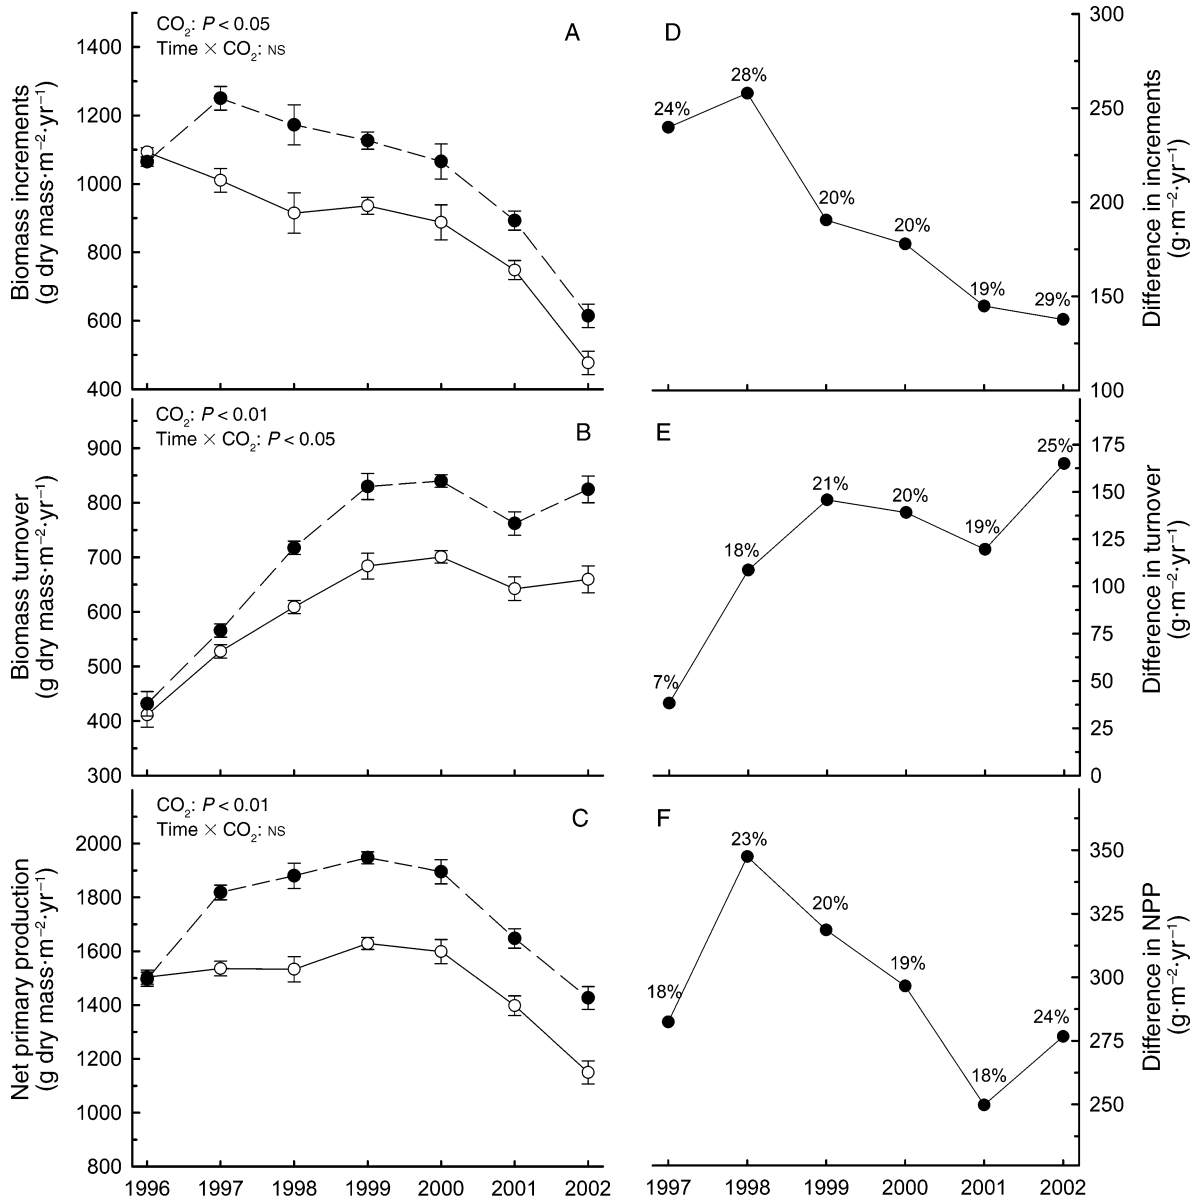 CO2: P < 0.05
Time × CO2: NS
A
1400
1200
1000
800
600
400
Biomass increments
(g dry mass·m−2·yr−1)
D
24%
28%
20%
20%
19%
29%
300
250
200
150
100
Difference in increments
(g·m−2·yr−1)
CO2: P < 0.01
Time × CO2: P < 0.05
B
900
800
700
600
500
400
300
Biomass turnover
(g dry mass·m−2·yr−1)
E
7%
18%
21%
20%
19%
25%
175
150
125
100
75
50
25
0
Difference in turnover
(g·m−2·yr−1)
CO2: P < 0.01
Time × CO2: NS
C
2000
1800
1600
1400
1200
1000
800
Net primary production
(g dry mass·m−2·yr−1)
1996 1997 1998 1999 2000 2001 2002
F
18%
23%
20%
19%
18%
24%
350
325
300
275
250
Difference in NPP
(g·m−2·yr−1)
1997 1998 1999 2000 2001 2002